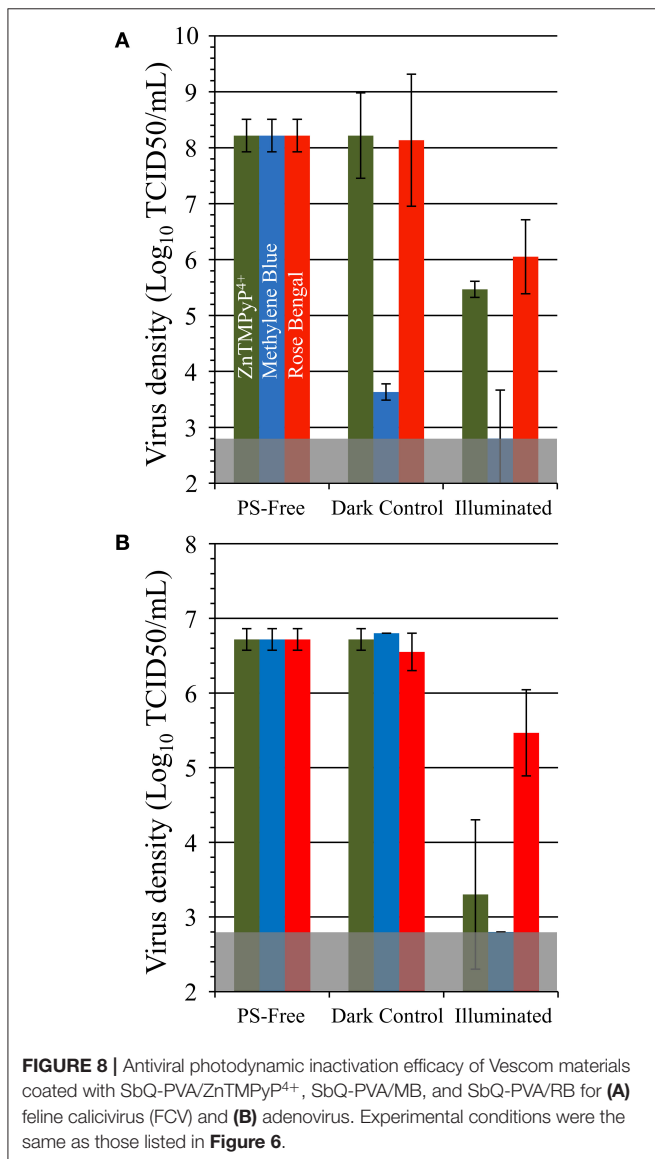 A
Virus density (Log₁₀ TCID50/mL)
10
9
8
7
6
5
4
3
2
ZnTMPyP⁴⁺
Methylene Blue
Rose Bengal
PS-Free Dark Control Illuminated
B
Virus density (Log₁₀ TCID50/mL)
8
7
6
5
4
3
2
PS-Free Dark Control Illuminated
FIGURE 8 | Antiviral photodynamic inactivation efficacy of Vescom materials
coated with SbQ-PVA/ZnTMPyP⁴⁺, SbQ-PVA/MB, and SbQ-PVA/RB for (A)
feline calicivirus (FCV) and (B) adenovirus. Experimental conditions were the
same as those listed in Figure 6.